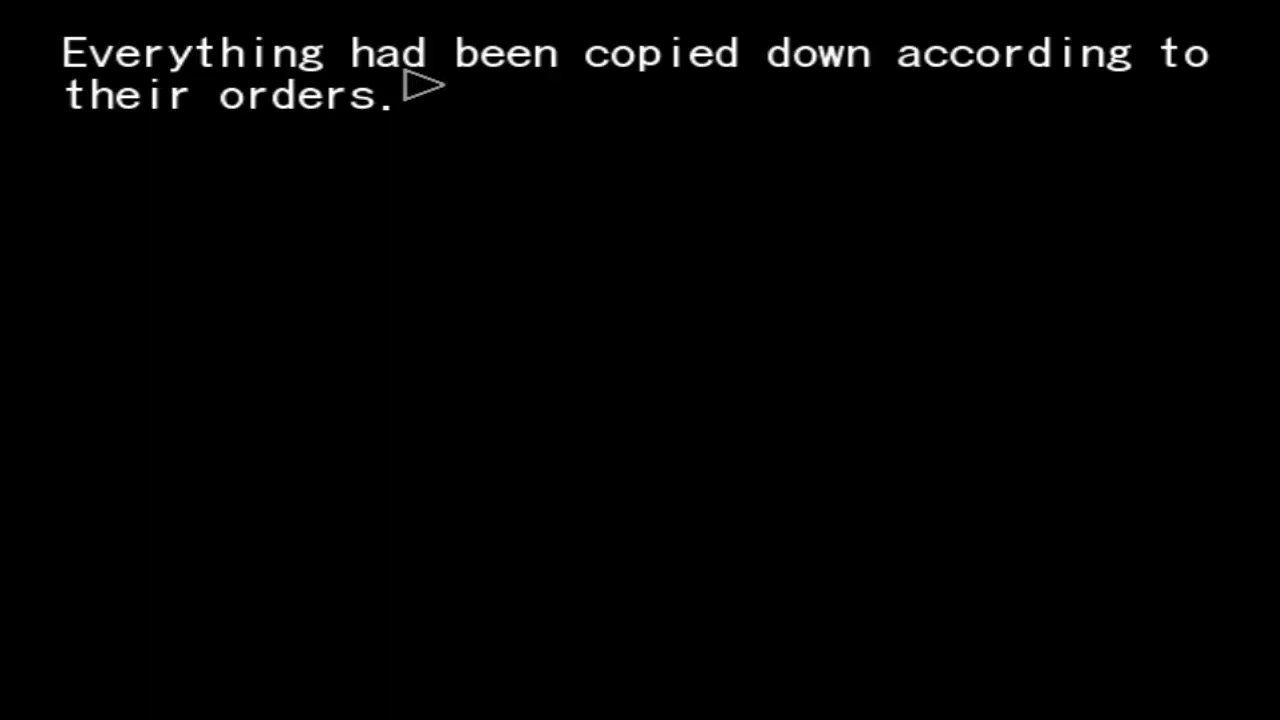 Everything had been copied down according to
their orders.